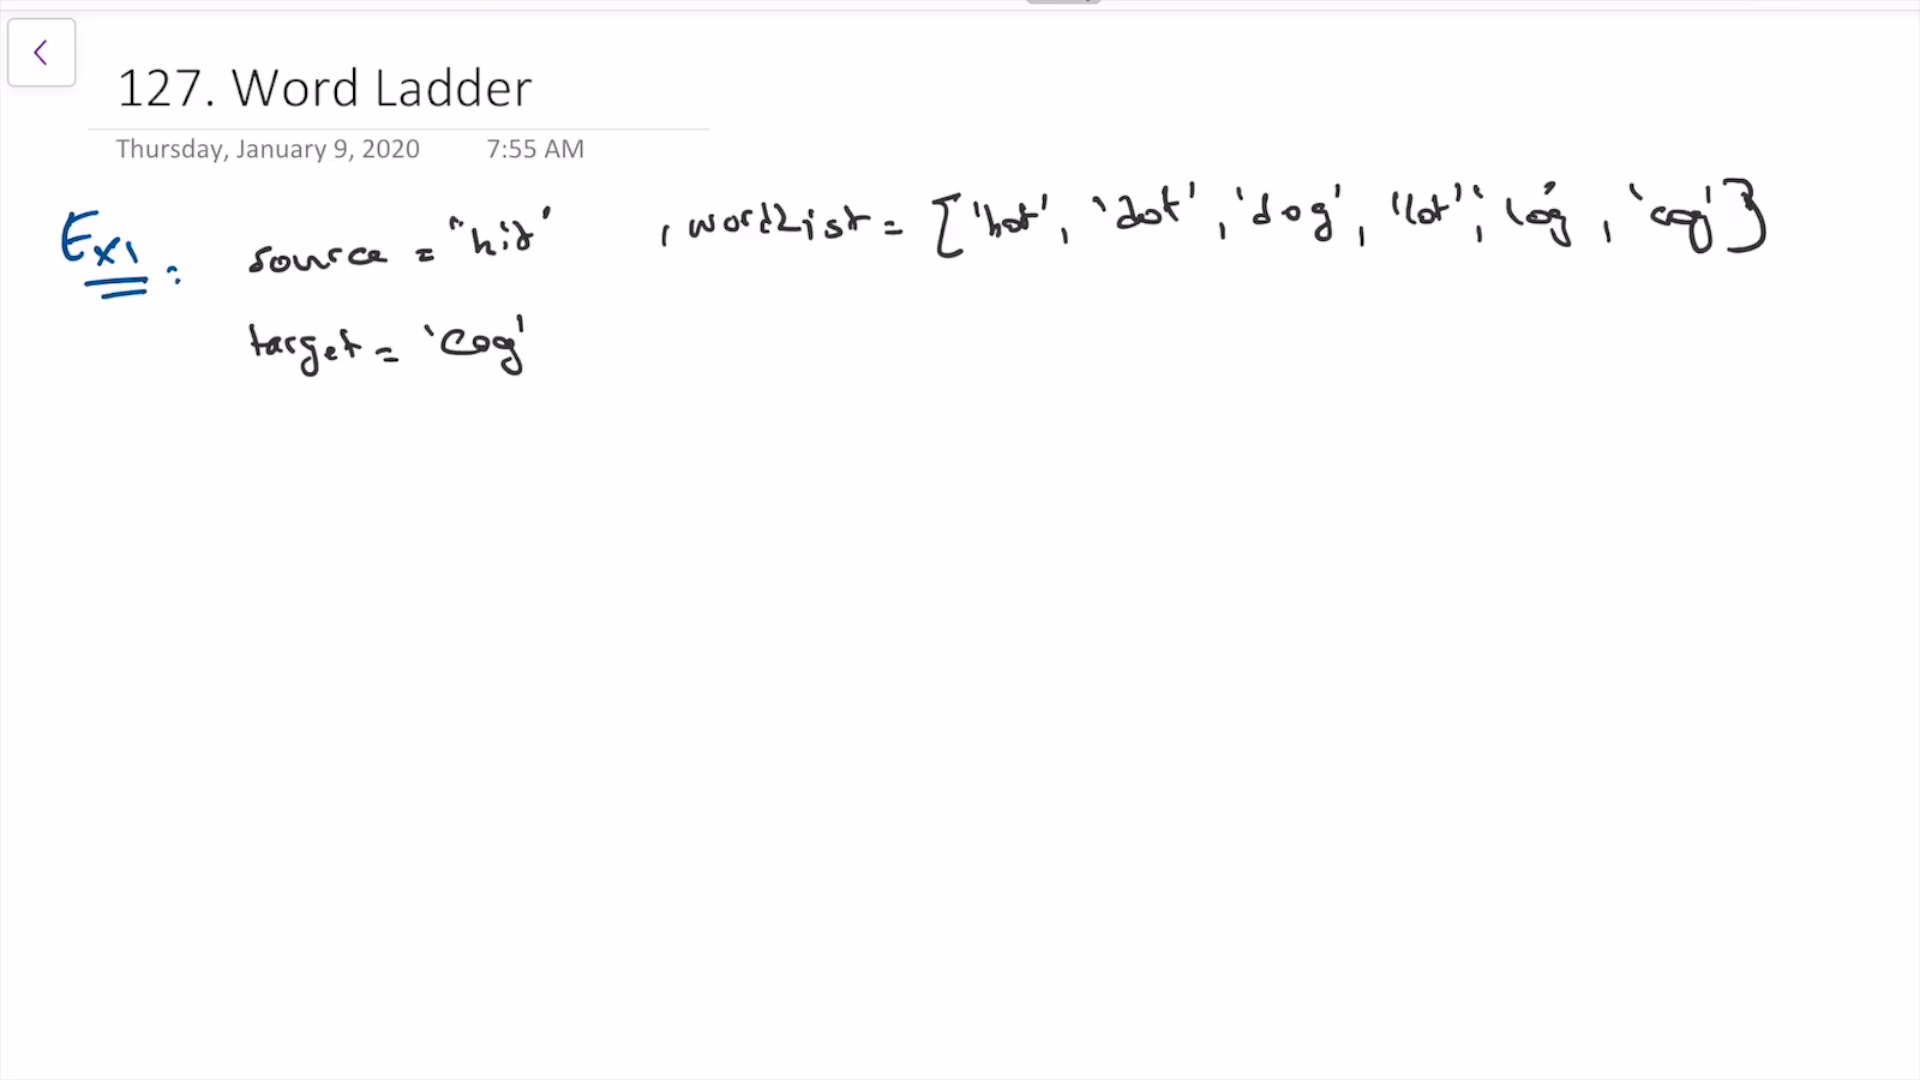 127. Word Ladder
Thursday, January 9, 2020 7:55 AM
Ex1: source = "hit" , wordList = ['hot', 'dot', 'dog', 'lot', 'log', 'cog']
target = 'cog'